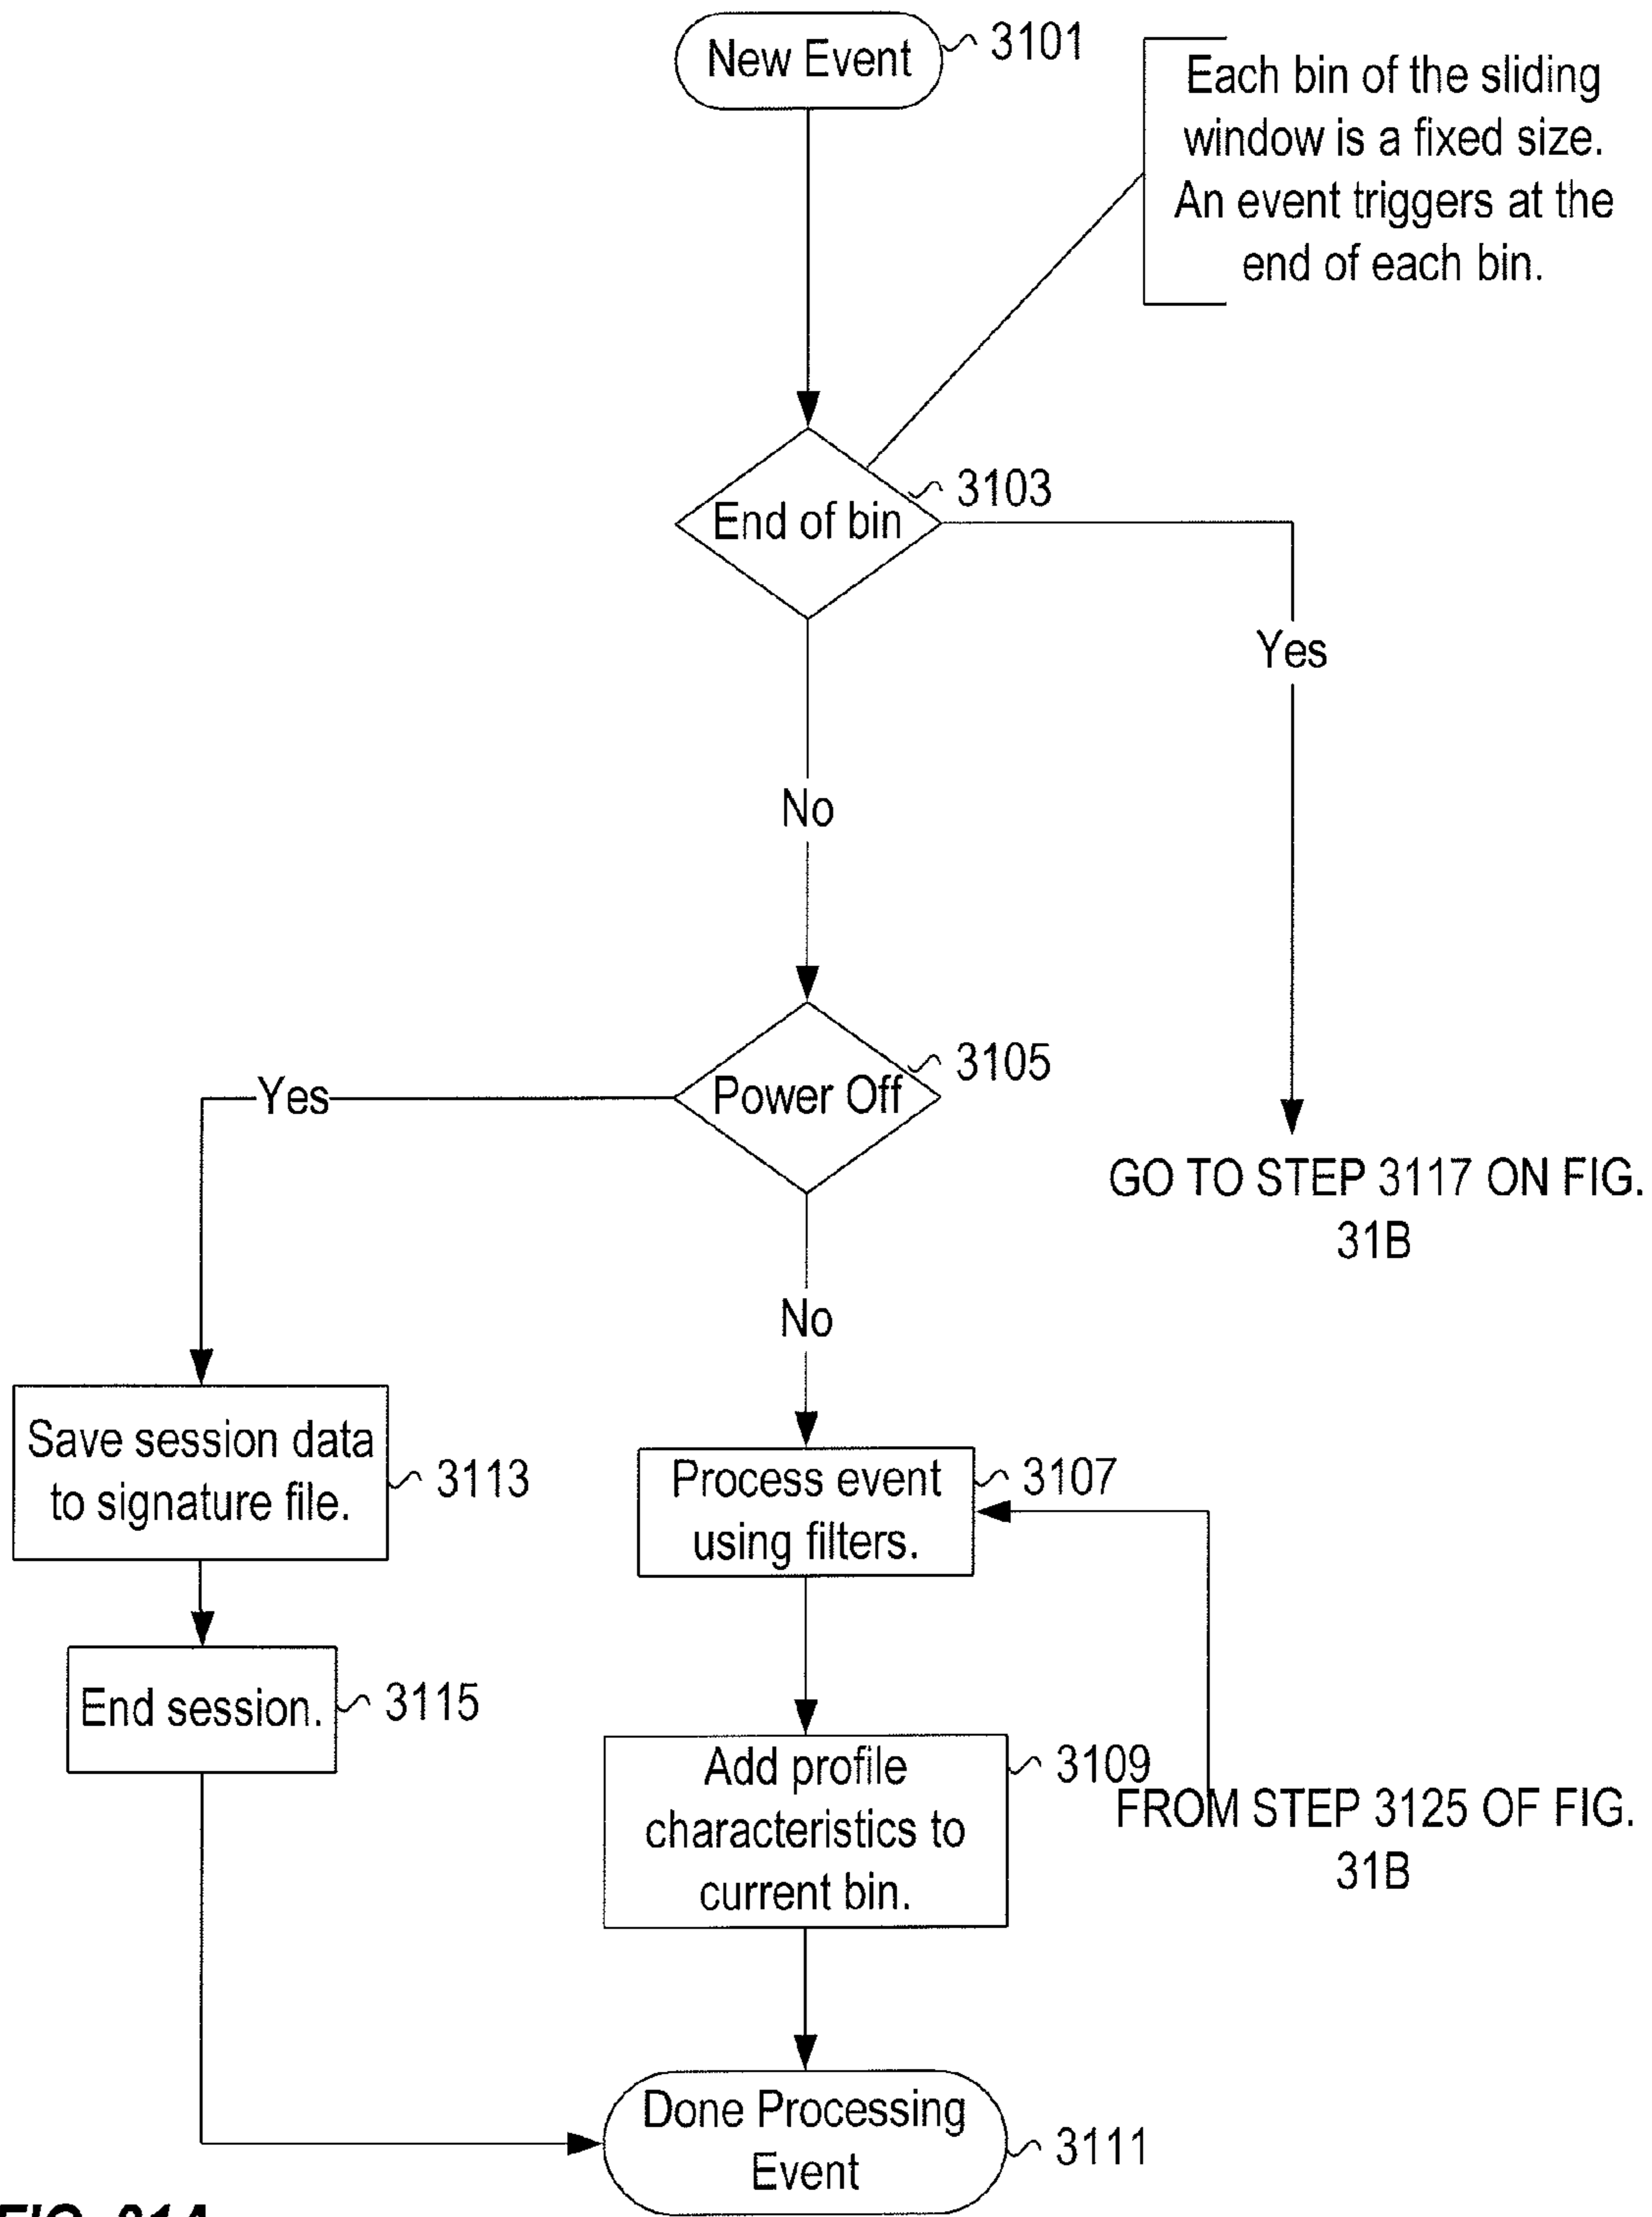 New Event
3101
Each bin of the sliding
window is a fixed size.
An event triggers at the
end of each bin.
3103
End of bin
Yes
No
3105
Power Off
Yes
GO TO STEP 3117 ON FIG.
31B
No
Save session data
to signature file.
3113
Process event
using filters.
3107
End session.
3115
Add profile
characteristics to
current bin.
3109
FROM STEP 3125 OF FIG.
31B
Done Processing
Event
3111